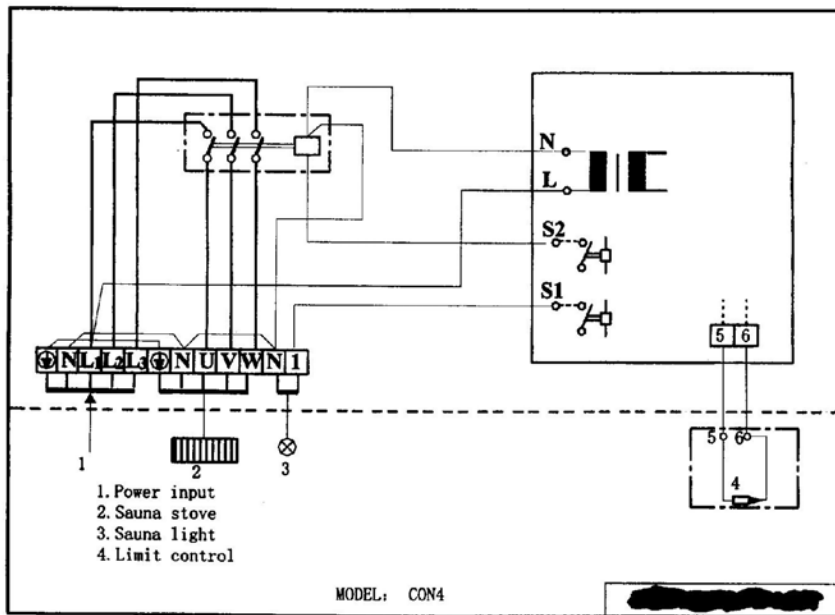 N
L
S2
S1
5 6
⏚ N L1 L2 L3 ⏚ N U V W N 1
5 6
4
1 2 3
1. Power input
2. Sauna stove
3. Sauna light
4. Limit control
MODEL: CON4